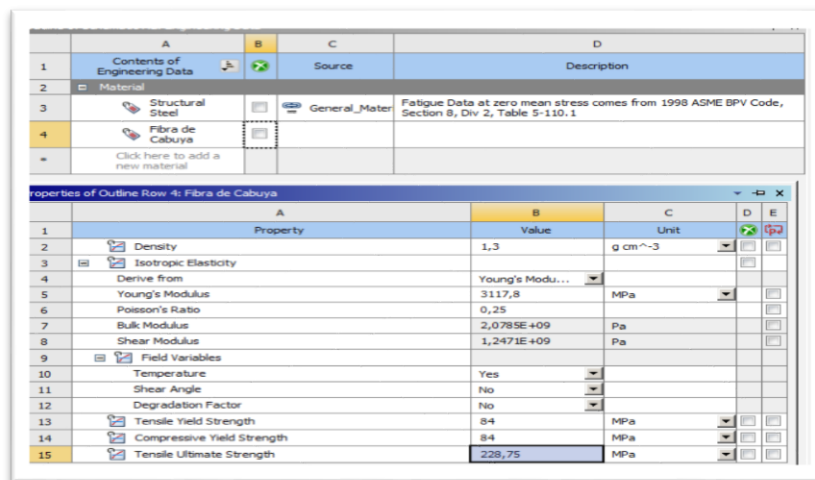 A B C D
1 Contents of Engineering Data Source Description
2 Material
3 Structural Steel General_Mater Fatigue Data at zero mean stress comes from 1998 ASME BPV Code, Section 8, Div 2, Table 5-110.1
4 Fibra de Cabuya
* Click here to add a new material
roperties of Outline Row 4: Fibra de Cabuya
A B C D E
1 Property Value Unit
2 Density 1,3 g cm^-3
3 Isotropic Elasticity
4 Derive from Young's Modu...
5 Young's Modulus 3117,8 MPa
6 Poisson's Ratio 0,25
7 Bulk Modulus 2,0785E+09 Pa
8 Shear Modulus 1,2471E+09 Pa
9 Field Variables
10 Temperature Yes
11 Shear Angle No
12 Degradation Factor No
13 Tensile Yield Strength 84 MPa
14 Compressive Yield Strength 84 MPa
15 Tensile Ultimate Strength 228,75 MPa